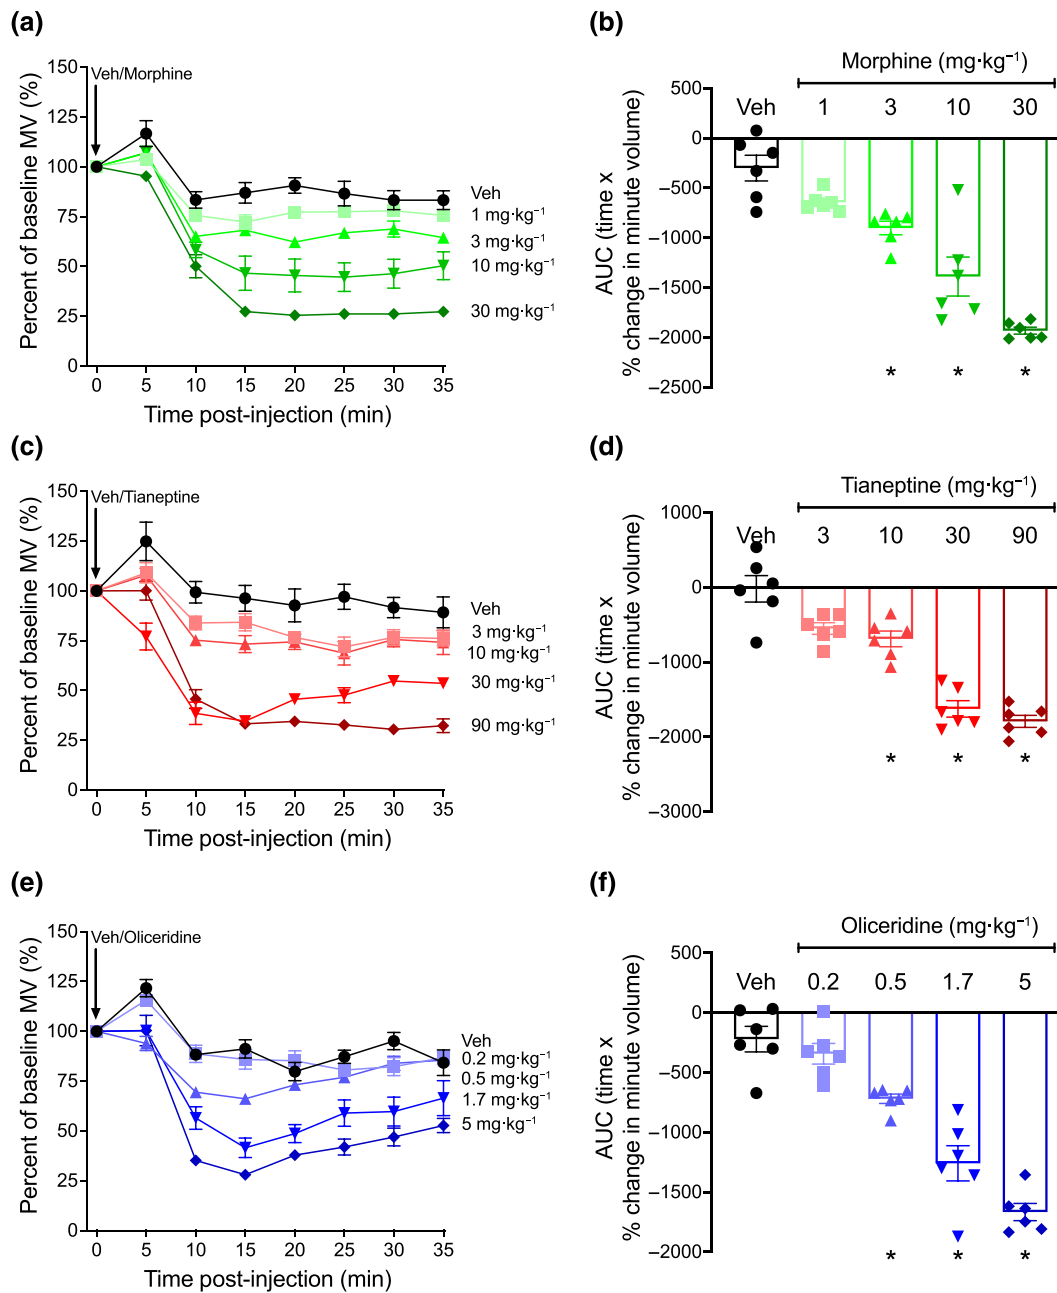 (a)
Percent of baseline MV (%)
150
125
100
75
50
25
0
Veh/Morphine
Veh
1 mg·kg⁻¹
3 mg·kg⁻¹
10 mg·kg⁻¹
30 mg·kg⁻¹
0 5 10 15 20 25 30 35
Time post-injection (min)
(b)
Morphine (mg·kg⁻¹)
Veh 1 3 10 30
AUC (time x
% change in minute volume)
500
0
−500
−1000
−1500
−2000
−2500
* * *
(c)
Percent of baseline MV (%)
150
125
100
75
50
25
0
Veh/Tianeptine
Veh
3 mg·kg⁻¹
10 mg·kg⁻¹
30 mg·kg⁻¹
90 mg·kg⁻¹
0 5 10 15 20 25 30 35
Time post-injection (min)
(d)
Tianeptine (mg·kg⁻¹)
Veh 3 10 30 90
AUC (time x
% change in minute volume)
1000
0
−1000
−2000
−3000
* * *
(e)
Percent of baseline MV (%)
150
125
100
75
50
25
0
Veh/Oliceridine
Veh
0.2 mg·kg⁻¹
0.5 mg·kg⁻¹
1.7 mg·kg⁻¹
5 mg·kg⁻¹
0 5 10 15 20 25 30 35
Time post-injection (min)
(f)
Oliceridine (mg·kg⁻¹)
Veh 0.2 0.5 1.7 5
AUC (time x
% change in minute volume)
500
0
−500
−1000
−1500
−2000
* * *